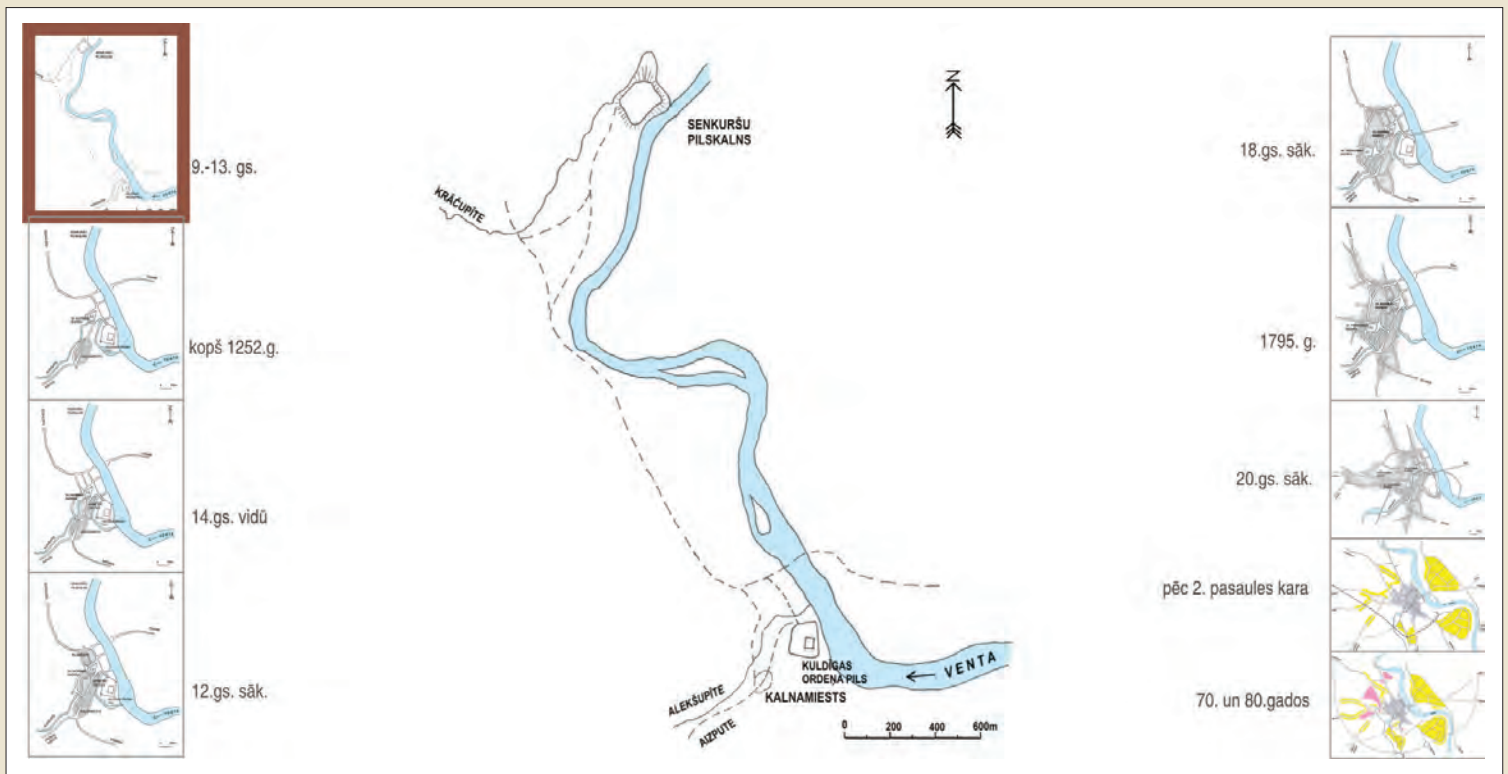 9.-13. gs.
kopš 1252.g.
14.gs. vidū
12.gs. sāk.
N
SENKURŠU
PILSKALNS
KRĀČUPĪTE
KULDĪGAS
ORDEŅA PILS
← VENTA
ALEKŠUPĪTE
KALNAMIESTS
AIZPUTE
0 200 400 600m
18.gs. sāk.
1795. g.
20.gs. sāk.
pēc 2. pasaules kara
70. un 80.gados